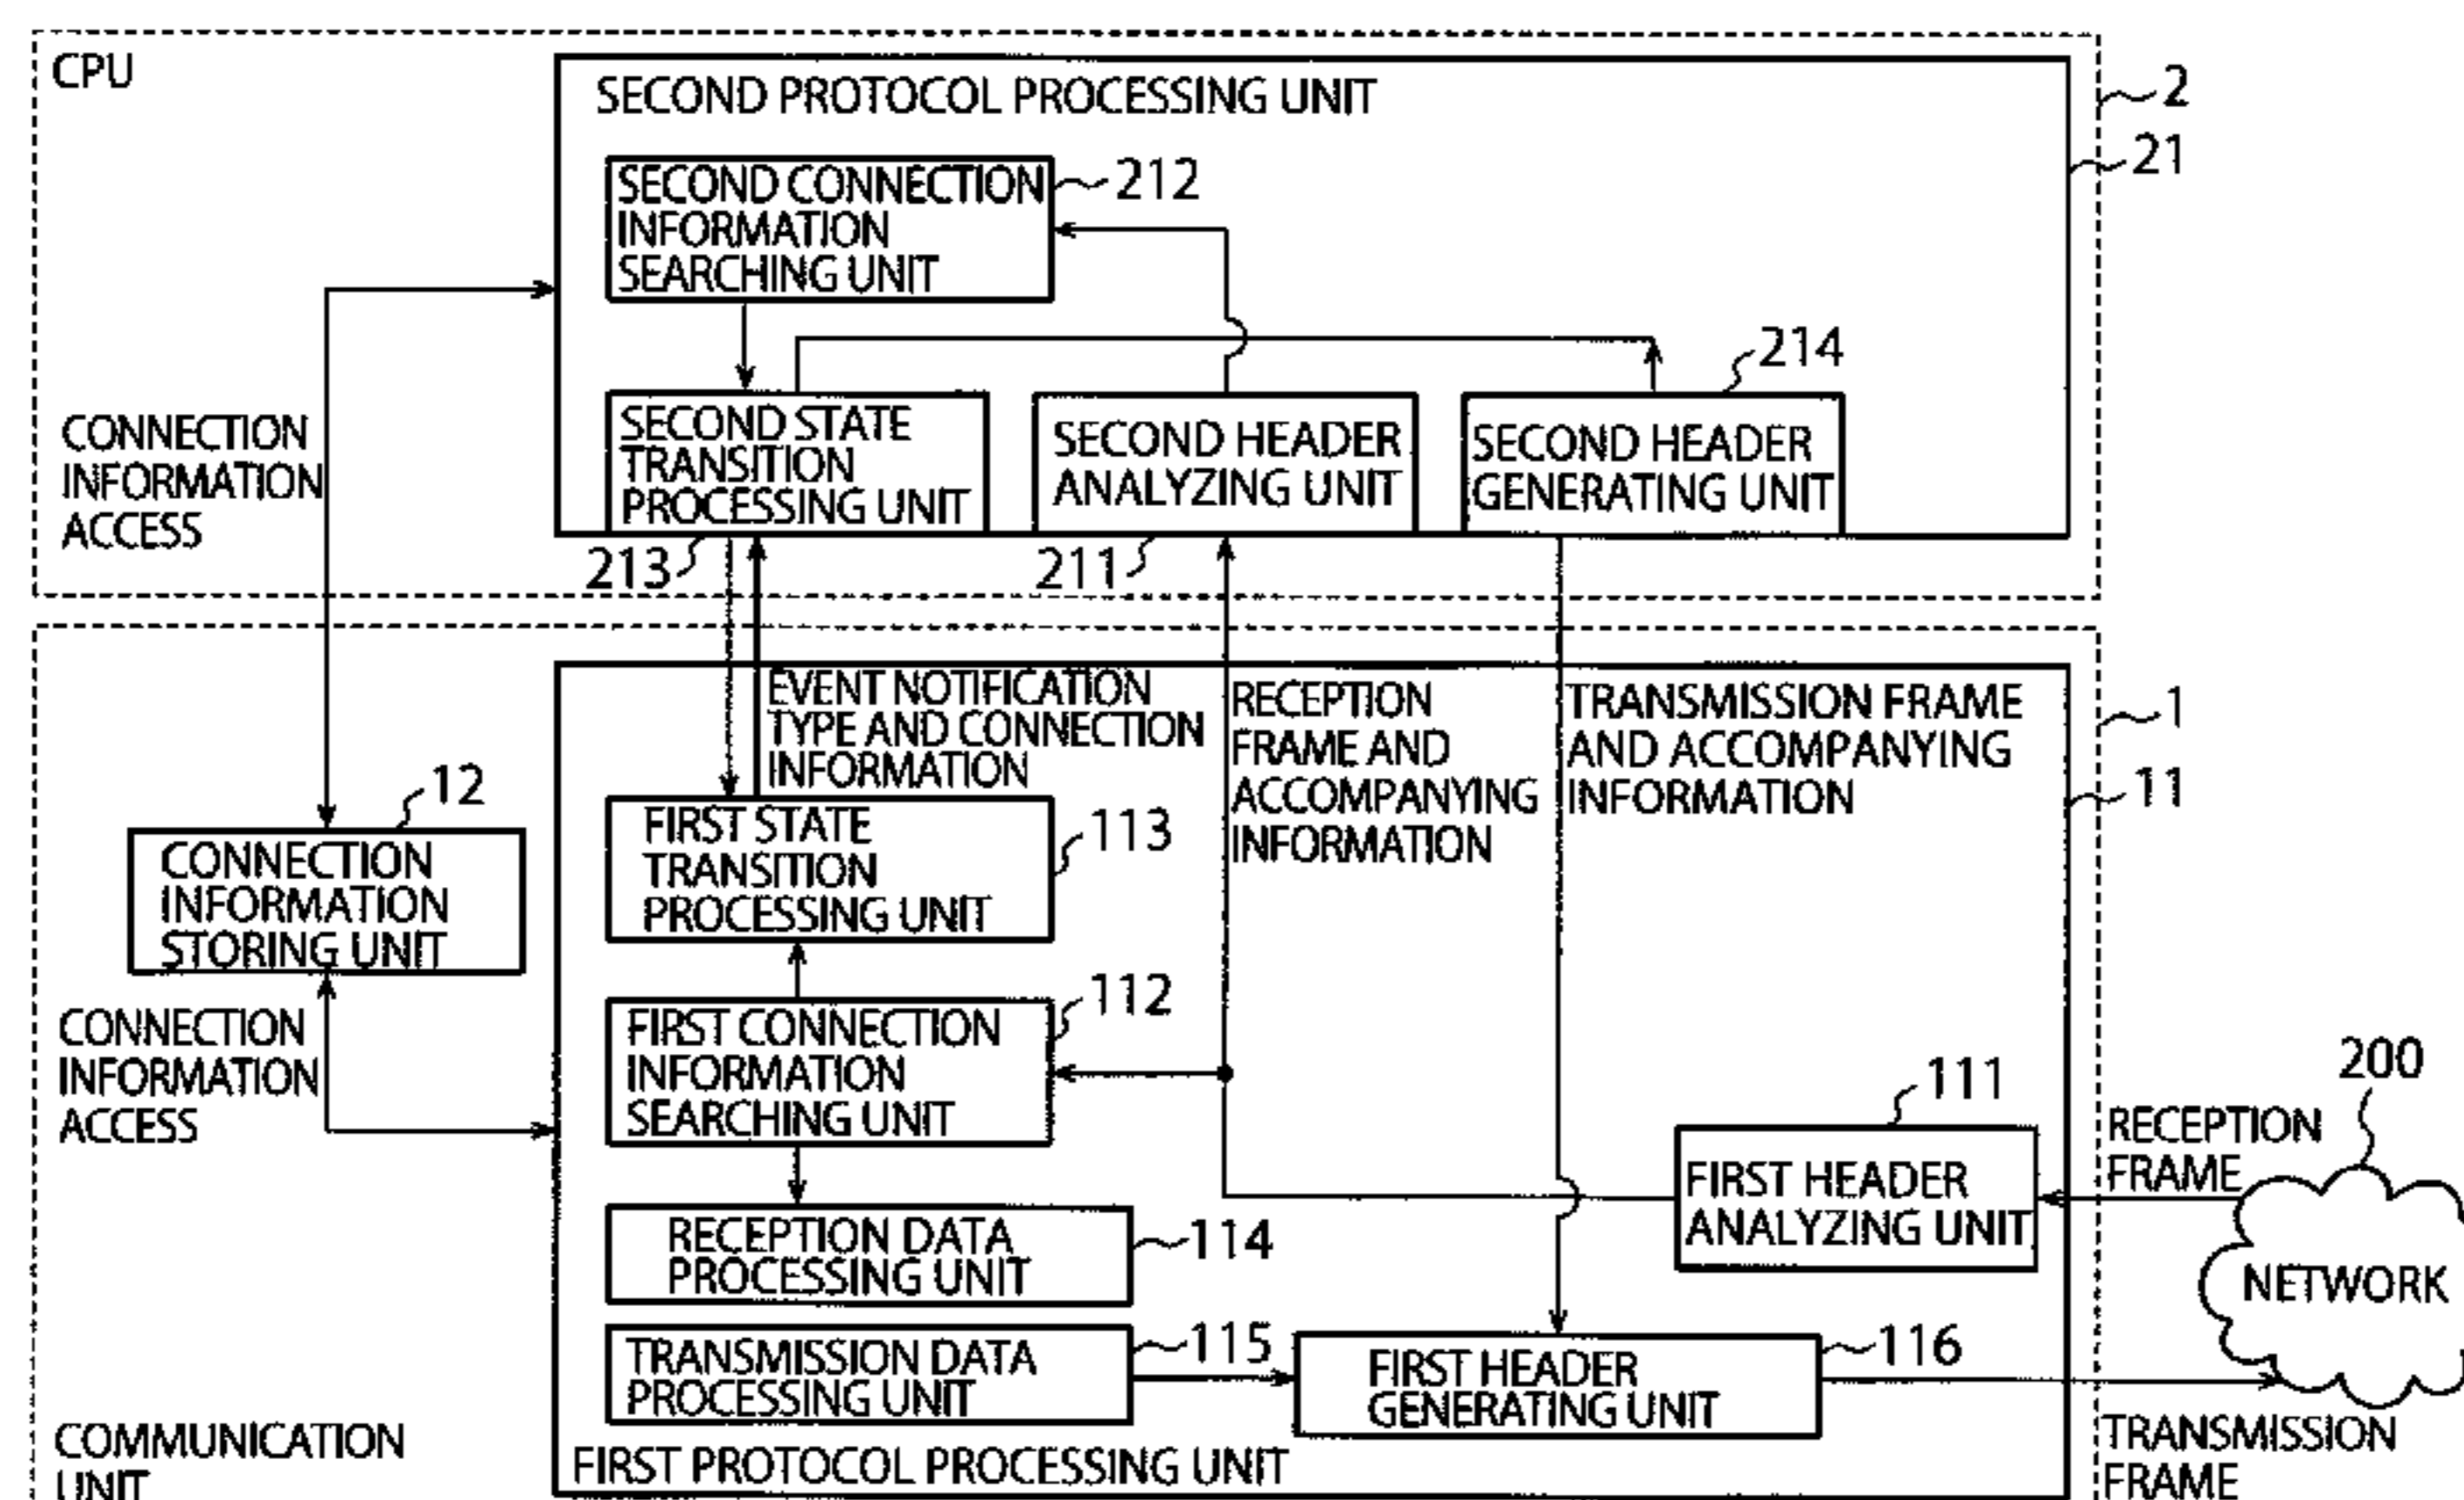 CPU
SECOND PROTOCOL PROCESSING UNIT
2
21
SECOND CONNECTION
INFORMATION
SEARCHING UNIT
212
214
CONNECTION
INFORMATION
ACCESS
SECOND STATE
TRANSITION
PROCESSING UNIT
SECOND HEADER
ANALYZING UNIT
SECOND HEADER
GENERATING UNIT
213
211
EVENT NOTIFICATION
TYPE AND CONNECTION
INFORMATION
RECEPTION
FRAME AND
ACCOMPANYING
INFORMATION
TRANSMISSION FRAME
AND ACCOMPANYING
INFORMATION
1
11
12
CONNECTION
INFORMATION
STORING UNIT
FIRST STATE
TRANSITION
PROCESSING UNIT
113
CONNECTION
INFORMATION
ACCESS
FIRST CONNECTION
INFORMATION
SEARCHING UNIT
112
111
FIRST HEADER
ANALYZING UNIT
RECEPTION
FRAME
200
NETWORK
RECEPTION DATA
PROCESSING UNIT
114
TRANSMISSION DATA
PROCESSING UNIT
115
FIRST HEADER
GENERATING UNIT
116
TRANSMISSION
FRAME
COMMUNICATION
UNIT
FIRST PROTOCOL PROCESSING UNIT